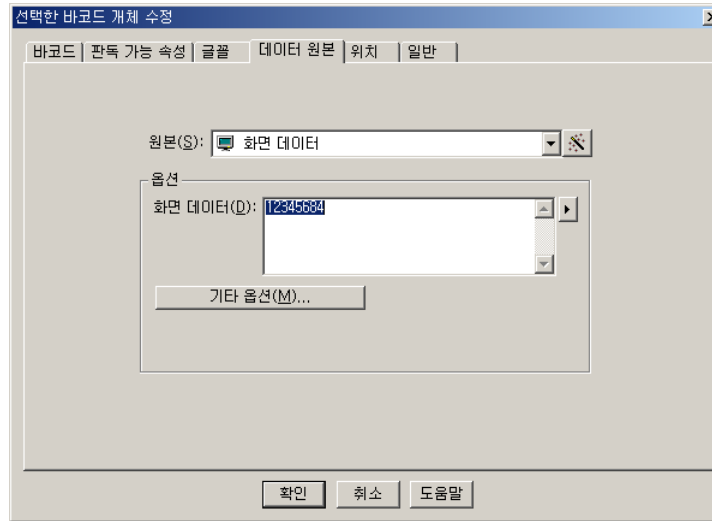 선택한 바코드 개체 수정
바코드 판독 가능 속성 글꼴 데이터 원본 위치 일반
원본(S): 화면 데이터
옵션
화면 데이터(D): 12345684
기타 옵션(M)...
확인 취소 도움말